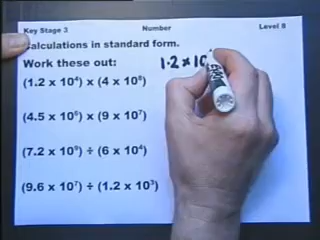 Key Stage 3 Number Level 8
Calculations in standard form.
Work these out:
1.2 x 10
(1.2 x 10⁴) x (4 x 10⁸)
(4.5 x 10⁶) x (9 x 10⁷)
(7.2 x 10⁹) ÷ (6 x 10⁴)
(9.6 x 10⁷) ÷ (1.2 x 10³)